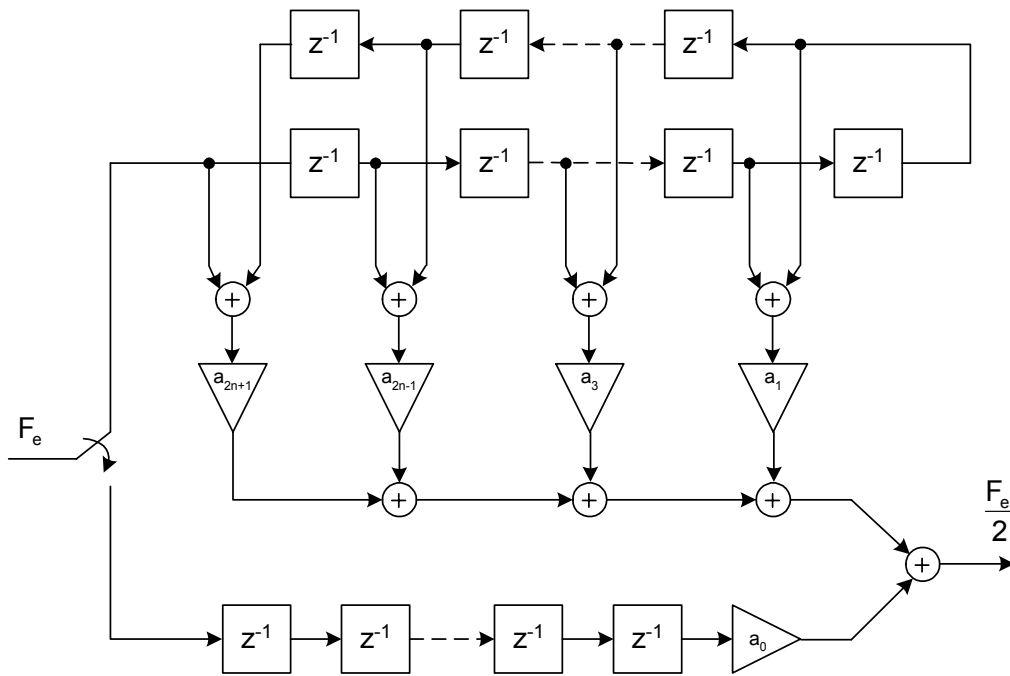 z⁻¹ z⁻¹ z⁻¹
z⁻¹ z⁻¹ z⁻¹ z⁻¹
+ + + +
a₂ₙ₊₁ a₂ₙ₋₁ a₃ a₁
Fₑ
+ + +
Fₑ
2
+
z⁻¹ z⁻¹ z⁻¹ z⁻¹ a₀